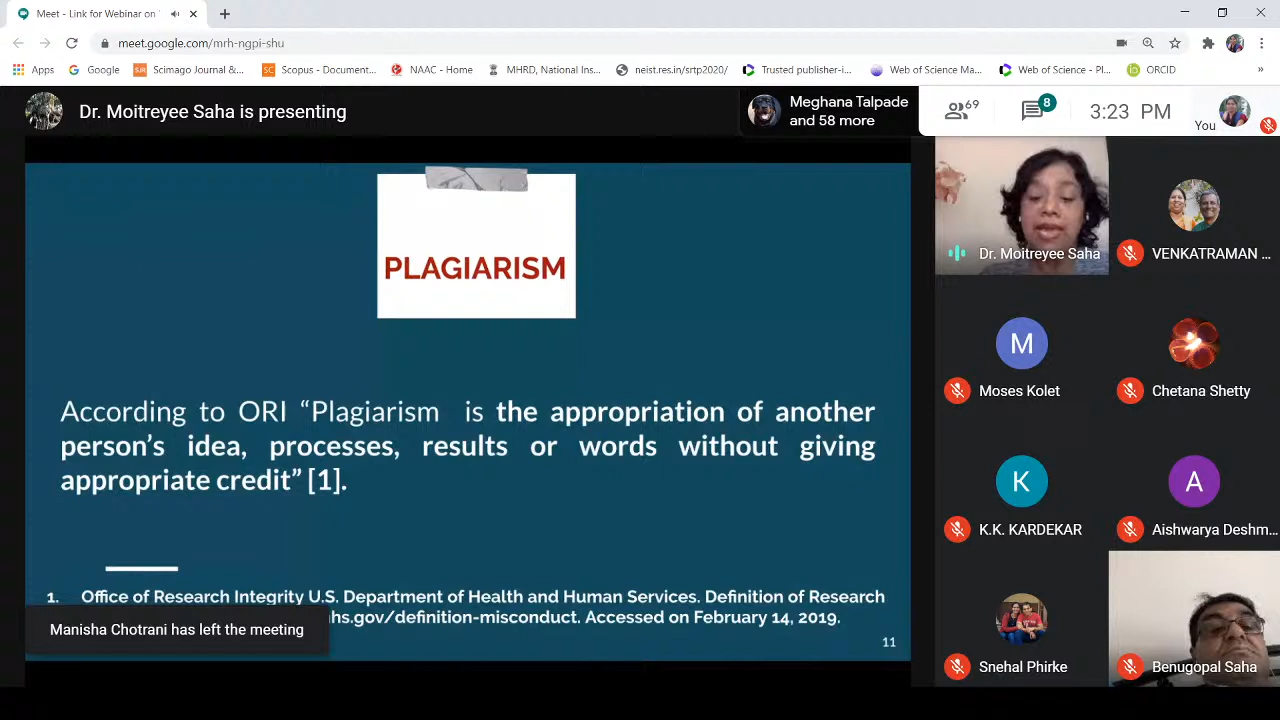 Meet - Link for Webinar on
meet.google.com/mrh-ngpi-shu
Apps
Google
SJR
Scimago Journal &...
SC
Scopus - Document...
NAAC - Home
MHRD, National Ins...
neist.res.in/srtp2020/
Trusted publisher-i...
Web of Science Ma...
Web of Science - Pl...
ORCID
»
Dr. Moitreyee Saha is presenting
Meghana Talpade
and 58 more
69
8
3:23 PM
You
PLAGIARISM
According to ORI “Plagiarism is the appropriation of another
person’s idea, processes, results or words without giving
appropriate credit” [1].
1. Office of Research Integrity U.S. Department of Health and Human Services. Definition of Research
hs.gov/definition-misconduct. Accessed on February 14, 2019.
Manisha Chotrani has left the meeting
11
Dr. Moitreyee Saha
VENKATRAMAN ...
M
Moses Kolet
Chetana Shetty
K
K.K. KARDEKAR
A
Aishwarya Deshm...
Snehal Phirke
Benugopal Saha